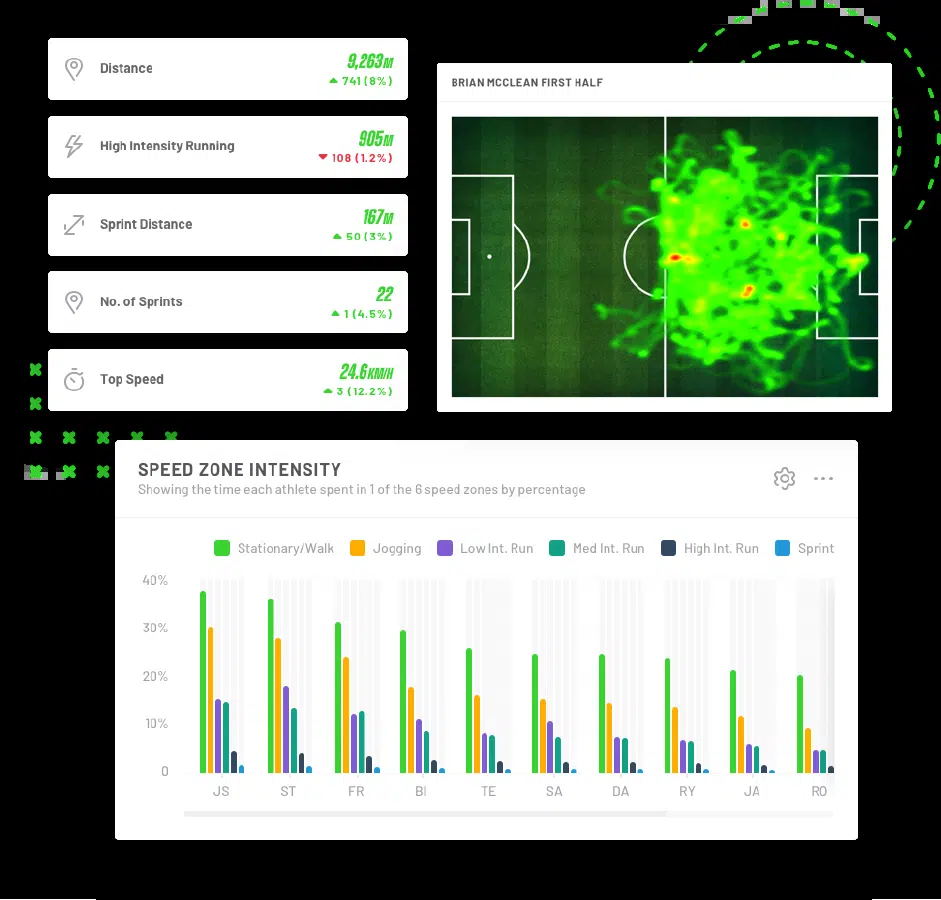 Distance
9,263M
741 (8%)
High Intensity Running
905M
108 (1.2%)
Sprint Distance
167M
50 (3%)
No. of Sprints
22
1 (4.5%)
Top Speed
24.6KM/H
3 (12.2%)
BRIAN MCCLEAN FIRST HALF
SPEED ZONE INTENSITY
Showing the time each athlete spent in 1 of the 6 speed zones by percentage
Stationary/Walk Jogging Low Int. Run Med Int. Run High Int. Run Sprint
40%
30%
20%
10%
0
JS ST FR BI TE SA DA RY JA RO